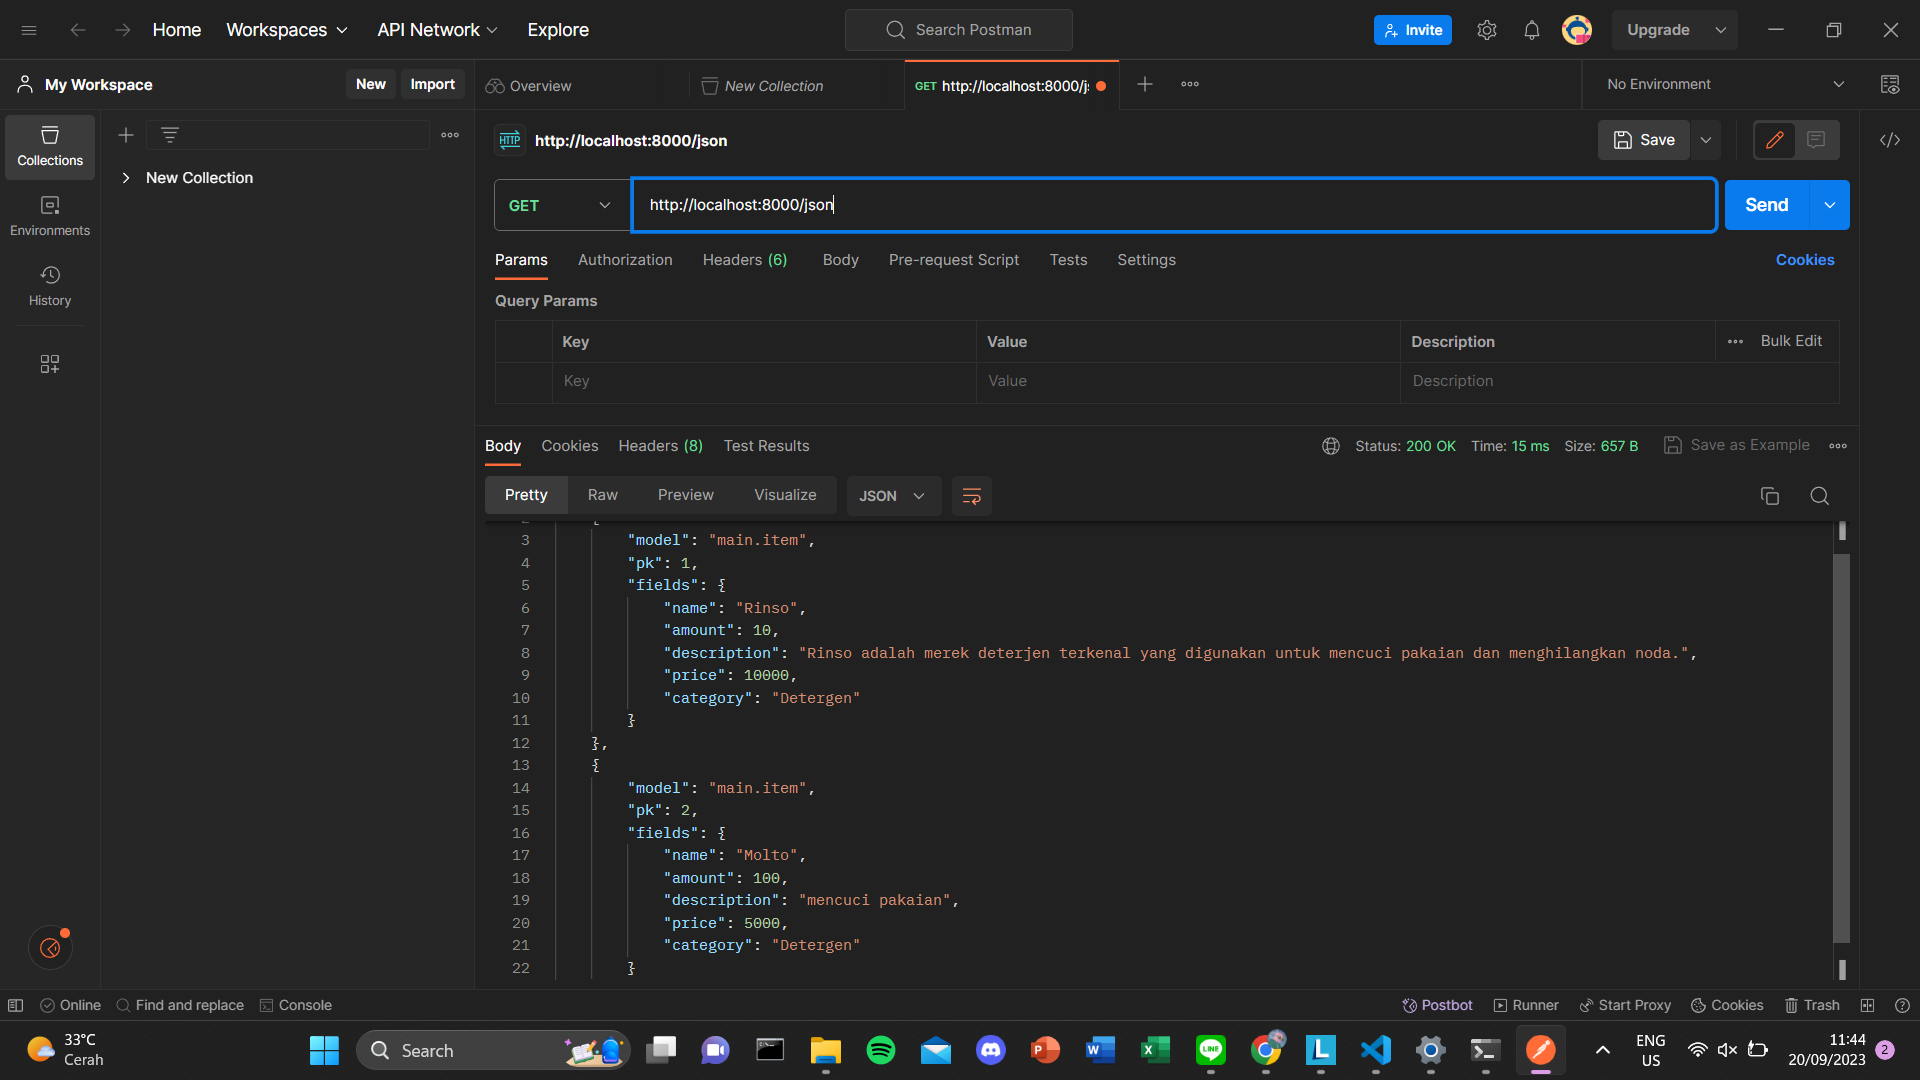 Home Workspaces API Network Explore Search Postman Invite Upgrade
My Workspace New Import Overview New Collection GET http://localhost:8000/j No Environment
Collections
Environments
History
New Collection
HTTP http://localhost:8000/json Save
GET http://localhost:8000/json Send
Params Authorization Headers (6) Body Pre-request Script Tests Settings Cookies
Query Params
Key Value Description Bulk Edit
Key Value Description
Body Cookies Headers (8) Test Results Status: 200 OK Time: 15 ms Size: 657 B Save as Example
Pretty Raw Preview Visualize JSON
2 {
3 "model": "main.item",
4 "pk": 1,
5 "fields": {
6 "name": "Rinso",
7 "amount": 10,
8 "description": "Rinso adalah merek deterjen terkenal yang digunakan untuk mencuci pakaian dan menghilangkan noda.",
9 "price": 10000,
10 "category": "Detergen"
11 }
12 },
13 {
14 "model": "main.item",
15 "pk": 2,
16 "fields": {
17 "name": "Molto",
18 "amount": 100,
19 "description": "mencuci pakaian",
20 "price": 5000,
21 "category": "Detergen"
22 }
Online Find and replace Console Postbot Runner Start Proxy Cookies Trash
33°C
Cerah
Search
ENG
US
11:44
20/09/2023
2